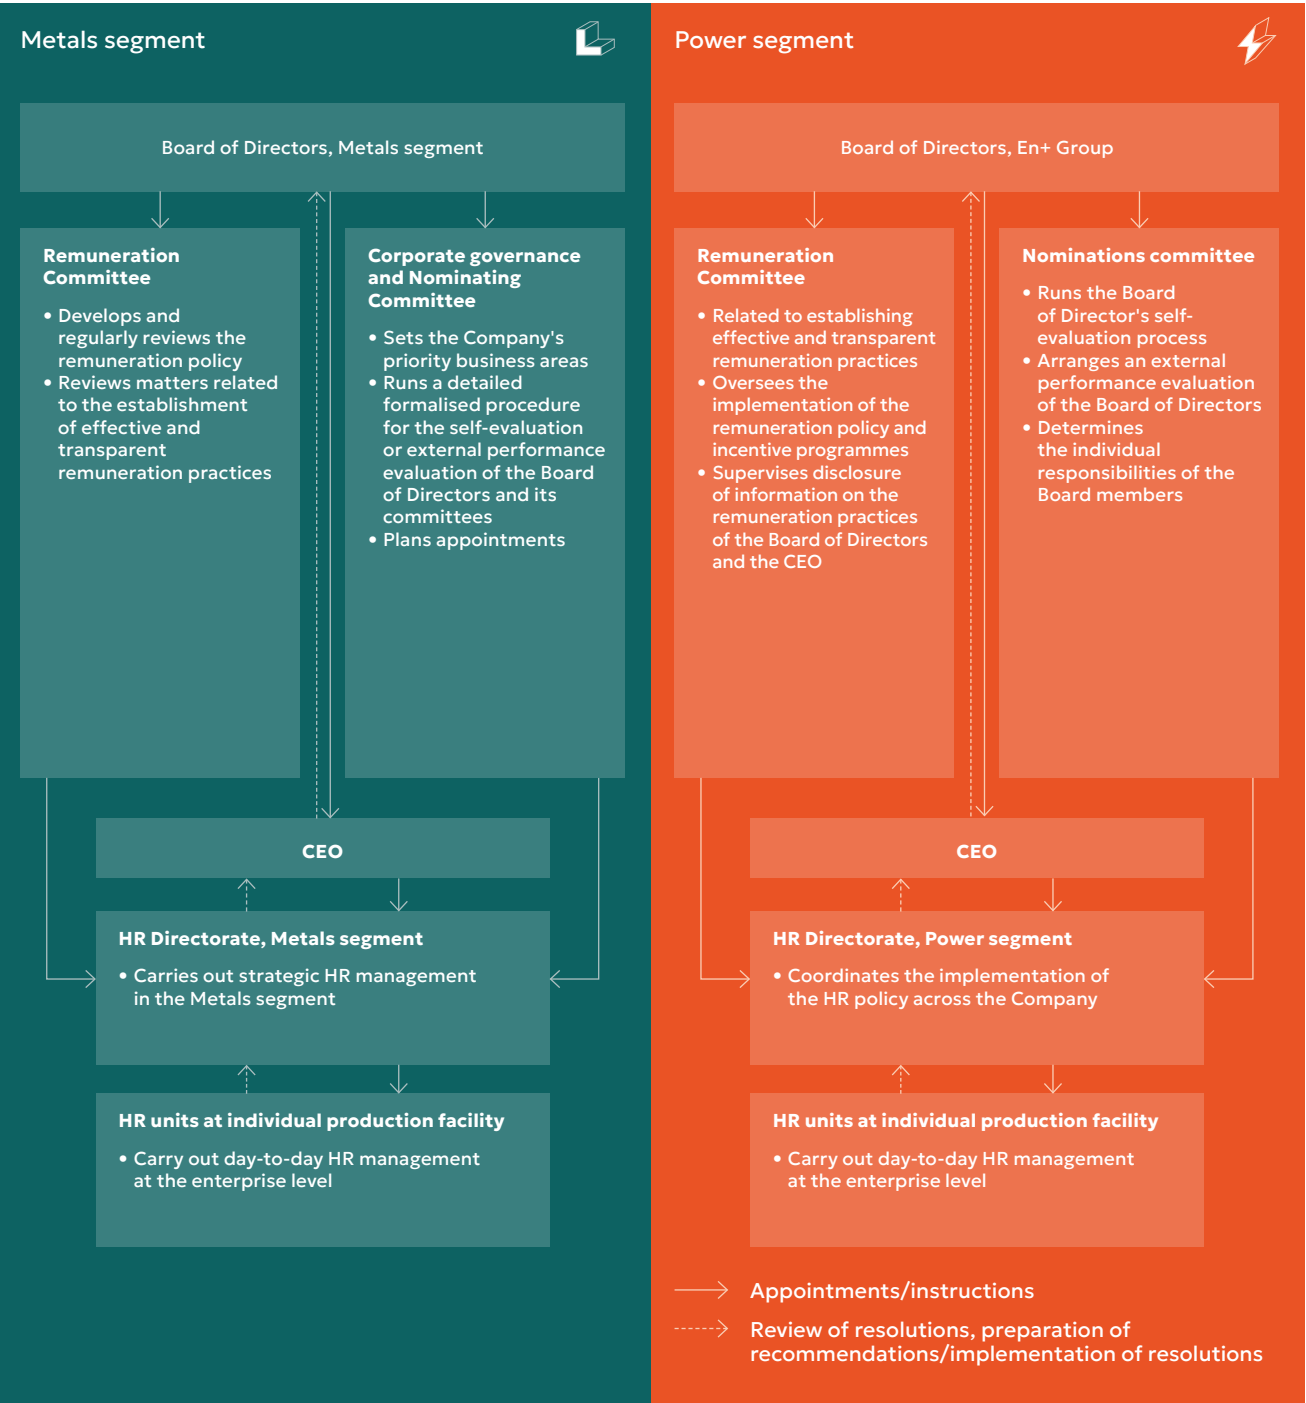 Metals segment
Board of Directors, Metals segment
Remuneration
Committee
• Develops and
regularly reviews the
remuneration policy
• Reviews matters related
to the establishment
of effective and
transparent
remuneration practices
Corporate governance
and Nominating
Committee
• Sets the Company's
priority business areas
• Runs a detailed
formalised procedure
for the self-evaluation
or external performance
evaluation of the Board
of Directors and its
committees
• Plans appointments
CEO
HR Directorate, Metals segment
• Carries out strategic HR management
in the Metals segment
HR units at individual production facility
• Carry out day-to-day HR management
at the enterprise level
Power segment
Board of Directors, En+ Group
Remuneration
Committee
• Related to establishing
effective and transparent
remuneration practices
• Oversees the
implementation of the
remuneration policy and
incentive programmes
• Supervises disclosure
of information on the
remuneration practices
of the Board of Directors
and the CEO
Nominations committee
• Runs the Board
of Director's self-
evaluation process
• Arranges an external
performance evaluation
of the Board of Directors
• Determines
the individual
responsibilities of the
Board members
CEO
HR Directorate, Power segment
• Coordinates the implementation of
the HR policy across the Company
HR units at individual production facility
• Carry out day-to-day HR management
at the enterprise level
Appointments/instructions
Review of resolutions, preparation of
recommendations/implementation of resolutions